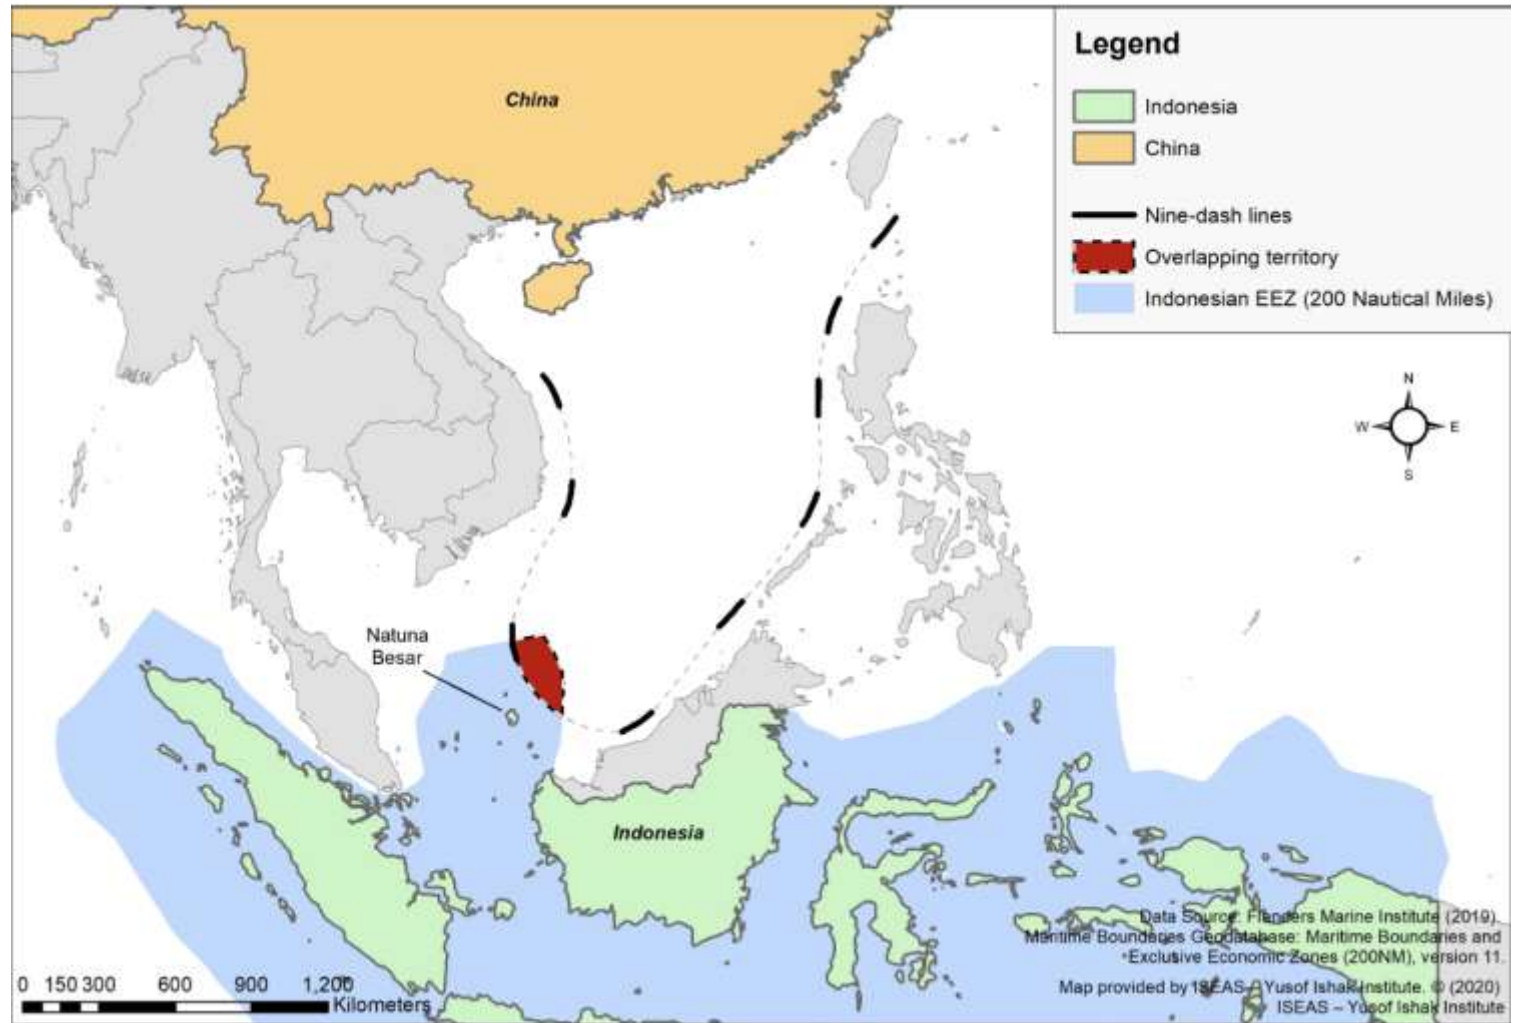 China
Legend
Indonesia
China
Nine-dash lines
Overlapping territory
Indonesian EEZ (200 Nautical Miles)
N
W E
S
Natuna
Besar
Indonesia
Data Source: Flanders Marine Institute (2019).
Maritime Boundaries Geodatabase: Maritime Boundaries and
Exclusive Economic Zones (200NM), version 11.
0 150 300 600 900 1,200
Kilometers
Map provided by ISEAS - Yusof Ishak Institute. © (2020)
ISEAS – Yusof Ishak Institute